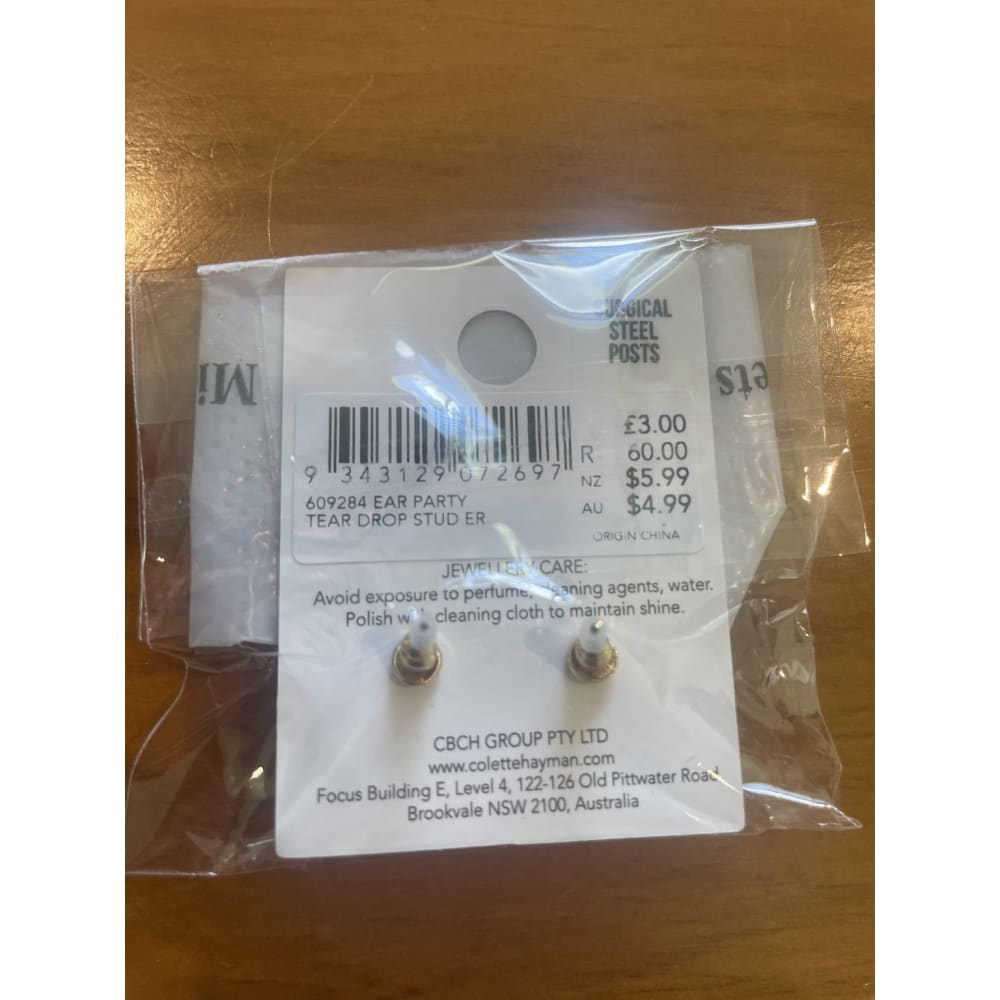 SURGICAL
STEEL
POSTS
Mi
ets
9 343129 072697
£3.00
R 60.00
NZ $5.99
AU $4.99
609284 EAR PARTY
TEAR DROP STUD ER
ORIGIN CHINA
JEWELLERY CARE:
Avoid exposure to perfume, cleaning agents, water.
Polish with cleaning cloth to maintain shine.
CBCH GROUP PTY LTD
www.colettehayman.com
Focus Building E, Level 4, 122-126 Old Pittwater Road
Brookvale NSW 2100, Australia